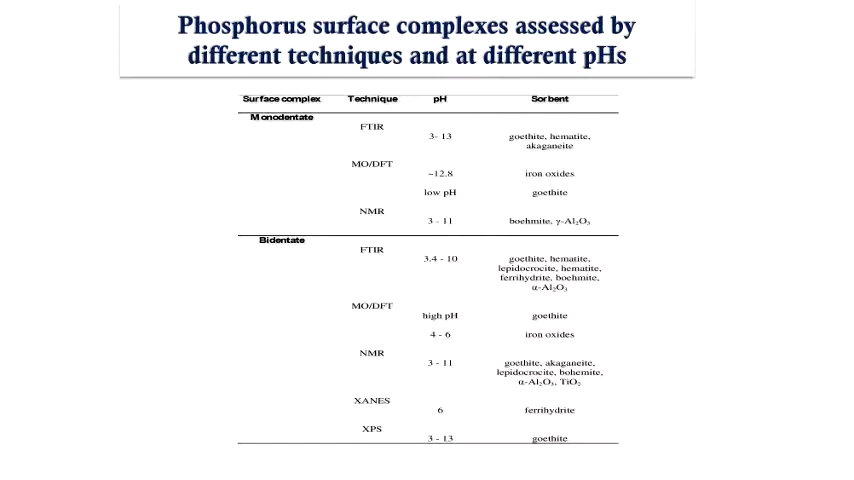 Phosphorus surface complexes assessed by
different techniques and at different pHs
Surface complex Technique pH Sorbent
Monodentate
FTIR
3- 13 goethite, hematite,
akaganeite
MO/DFT
~12.8 iron oxides
low pH goethite
NMR
3 - 11 boehmite, γ-Al₂O₃
Bidentate
FTIR
3.4 - 10 goethite, hematite,
lepidocrocite, hematite,
ferrihydrite, boehmite,
α-Al₂O₃
MO/DFT
high pH goethite
4 - 6 iron oxides
NMR
3 - 11 goethite, akaganeite,
lepidocrocite, bohemite,
α-Al₂O₃, TiO₂
XANES
6 ferrihydrite
XPS
3 - 13 goethite